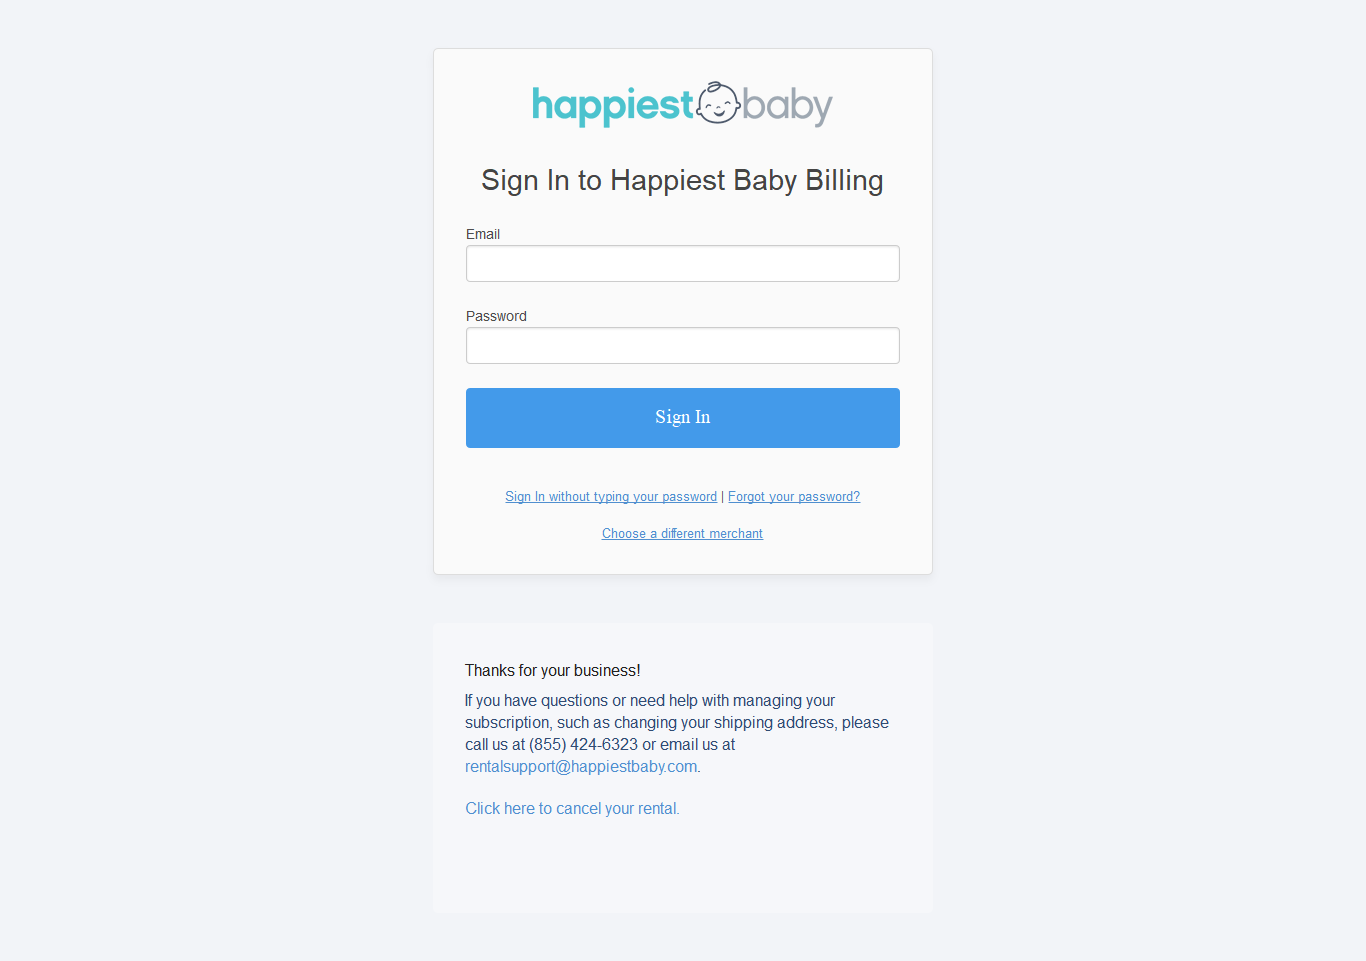 happiest baby
Sign In to Happiest Baby Billing
Email
Password
Sign In
Sign In without typing your password | Forgot your password?
Choose a different merchant
Thanks for your business!
If you have questions or need help with managing your
subscription, such as changing your shipping address, please
call us at (855) 424-6323 or email us at
rentalsupport@happiestbaby.com.
Click here to cancel your rental.